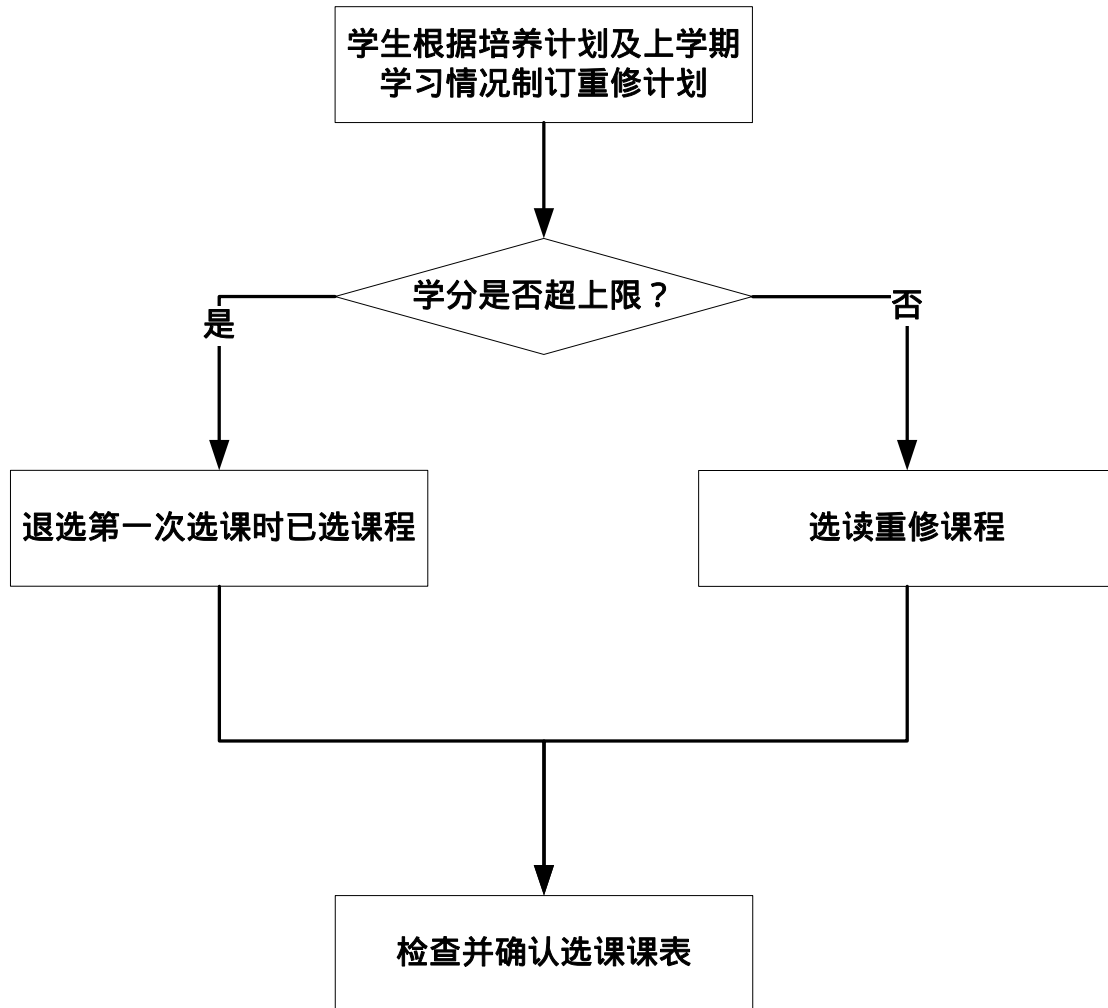 学生根据培养计划及上学期
学习情况制订重修计划
学分是否超上限？
是
否
退选第一次选课时已选课程
选读重修课程
检查并确认选课课表